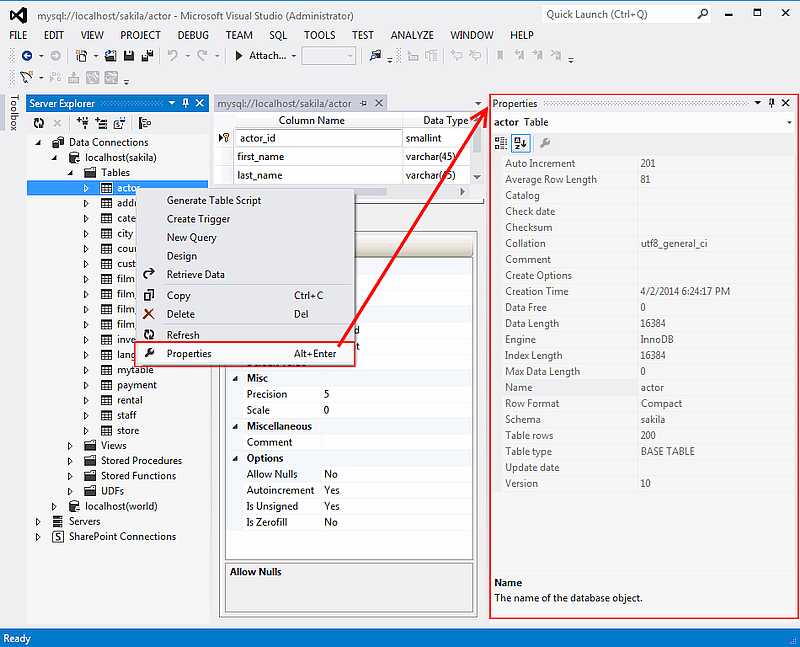 mysql://localhost/sakila/actor - Microsoft Visual Studio (Administrator)
Quick Launch (Ctrl+Q)
FILE EDIT VIEW PROJECT DEBUG TEAM SQL TOOLS TEST ANALYZE WINDOW HELP
Attach...
Toolbox
Server Explorer
Data Connections
localhost(sakila)
Tables
actor
addr
cate
city
cour
cust
film
film_
film_
film_
inve
lang
mytable
payment
rental
staff
store
Views
Stored Procedures
Stored Functions
UDFs
localhost(world)
Servers
SharePoint Connections
Generate Table Script
Create Trigger
New Query
Design
Retrieve Data
Copy Ctrl+C
Delete Del
Refresh
Properties Alt+Enter
mysql://localhost/sakila/actor
Column Name Data Type
actor_id smallint
first_name varchar(45)
last_name varchar(45)
Misc
Precision 5
Scale 0
Miscellaneous
Comment
Options
Allow Nulls No
Autoincrement Yes
Is Unsigned Yes
Is Zerofill No
Allow Nulls
Properties
actor Table
Auto Increment 201
Average Row Length 81
Catalog
Check date
Checksum
Collation utf8_general_ci
Comment
Create Options
Creation Time 4/2/2014 6:24:17 PM
Data Free 0
Data Length 16384
Engine InnoDB
Index Length 16384
Max Data Length 0
Name actor
Row Format Compact
Schema sakila
Table rows 200
Table type BASE TABLE
Update date
Version 10
Name
The name of the database object.
Ready